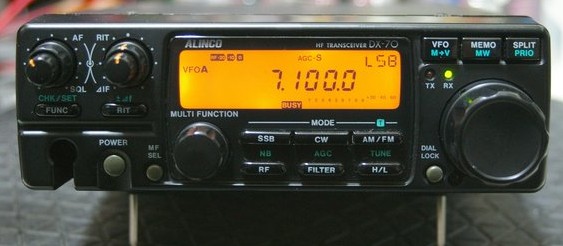 ALINCO
HF TRANSCEIVER DX-70
AF RIT
SQL ΔIF
CHK/SET ±ΔIF
FUNC RIT
VFOA
AGC-S
LSB
7.100.0
BUSY
VFO MEMO SPLIT
M▸V MW PRIO
TX RX
MULTI FUNCTION
MODE T
SSB CW AM/FM
NB AGC TUNE
RF FILTER H/L
POWER
MF
SEL
DIAL
LOCK